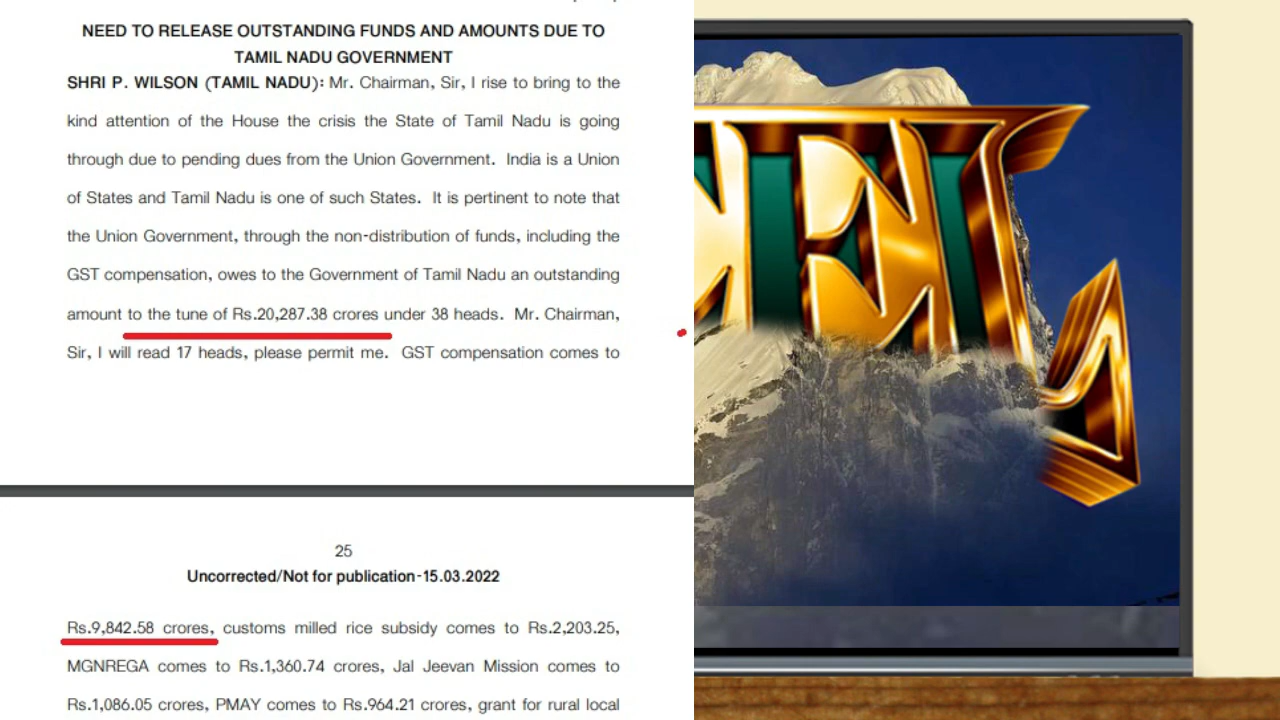 NEED TO RELEASE OUTSTANDING FUNDS AND AMOUNTS DUE TO
TAMIL NADU GOVERNMENT
SHRI P. WILSON (TAMIL NADU): Mr. Chairman, Sir, I rise to bring to the
kind attention of the House the crisis the State of Tamil Nadu is going
through due to pending dues from the Union Government. India is a Union
of States and Tamil Nadu is one of such States. It is pertinent to note that
the Union Government, through the non-distribution of funds, including the
GST compensation, owes to the Government of Tamil Nadu an outstanding
amount to the tune of Rs.20,287.38 crores under 38 heads. Mr. Chairman,
Sir, I will read 17 heads, please permit me. GST compensation comes to
25
Uncorrected/Not for publication-15.03.2022
Rs.9,842.58 crores, customs milled rice subsidy comes to Rs.2,203.25,
MGNREGA comes to Rs.1,360.74 crores, Jal Jeevan Mission comes to
Rs.1,086.05 crores, PMAY comes to Rs.964.21 crores, grant for rural local